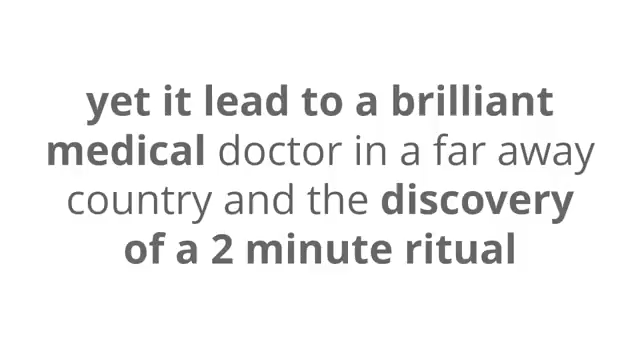 yet it lead to a brilliant
medical doctor in a far away
country and the discovery
of a 2 minute ritual